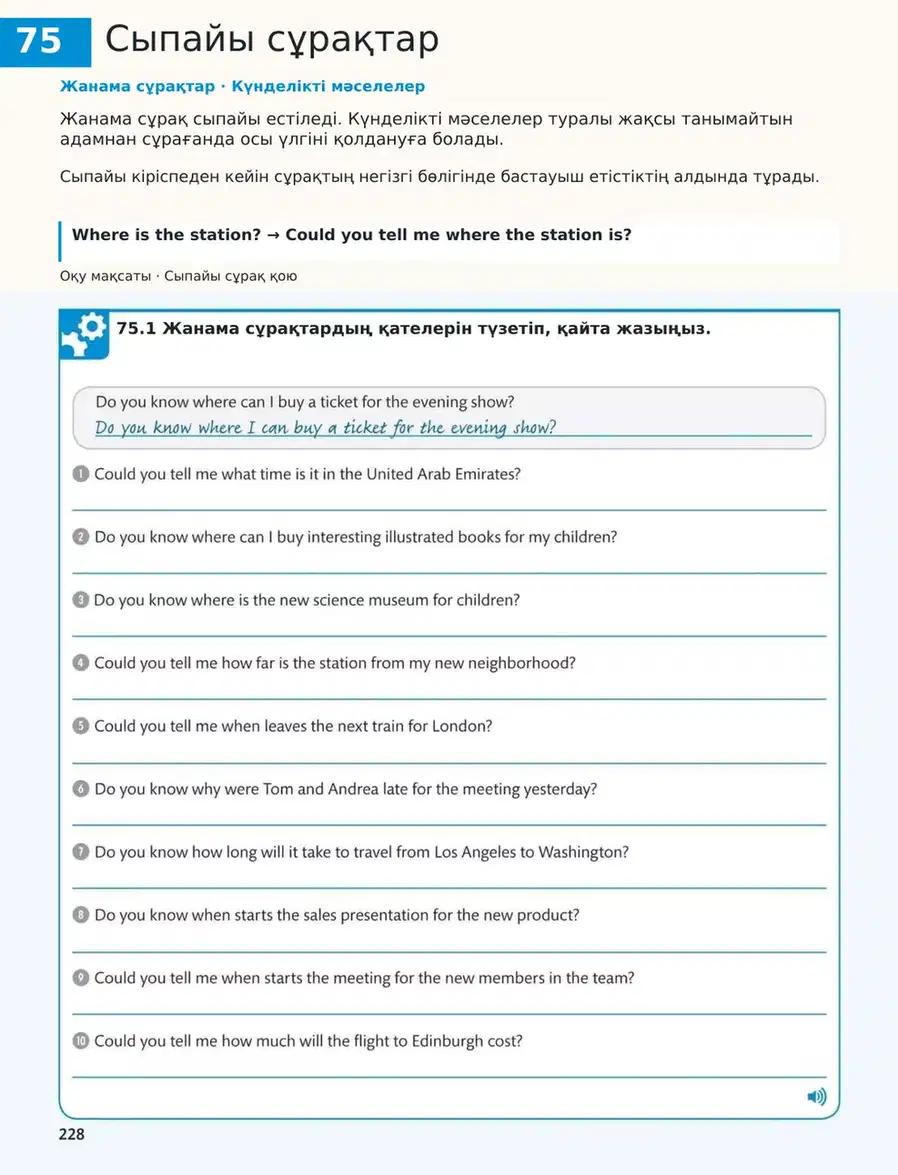 75 Сыпайы сұрақтар
Жанама сұрақтар · Күнделікті мәселелер
Жанама сұрақ сыпайы естіледі. Күнделікті мәселелер туралы жақсы танымайтын
адамнан сұрағанда осы үлгіні қолдануға болады.
Сыпайы кіріспеден кейін сұрақтың негізгі бөлігінде бастауыш етістіктің алдында тұрады.
Where is the station? → Could you tell me where the station is?
Оқу мақсаты · Сыпайы сұрақ қою
75.1 Жанама сұрақтардың қателерін түзетіп, қайта жазыңыз.
Do you know where can I buy a ticket for the evening show?
Do you know where I can buy a ticket for the evening show?
1 Could you tell me what time is it in the United Arab Emirates?
2 Do you know where can I buy interesting illustrated books for my children?
3 Do you know where is the new science museum for children?
4 Could you tell me how far is the station from my new neighborhood?
5 Could you tell me when leaves the next train for London?
6 Do you know why were Tom and Andrea late for the meeting yesterday?
7 Do you know how long will it take to travel from Los Angeles to Washington?
8 Do you know when starts the sales presentation for the new product?
9 Could you tell me when starts the meeting for the new members in the team?
10 Could you tell me how much will the flight to Edinburgh cost?
228